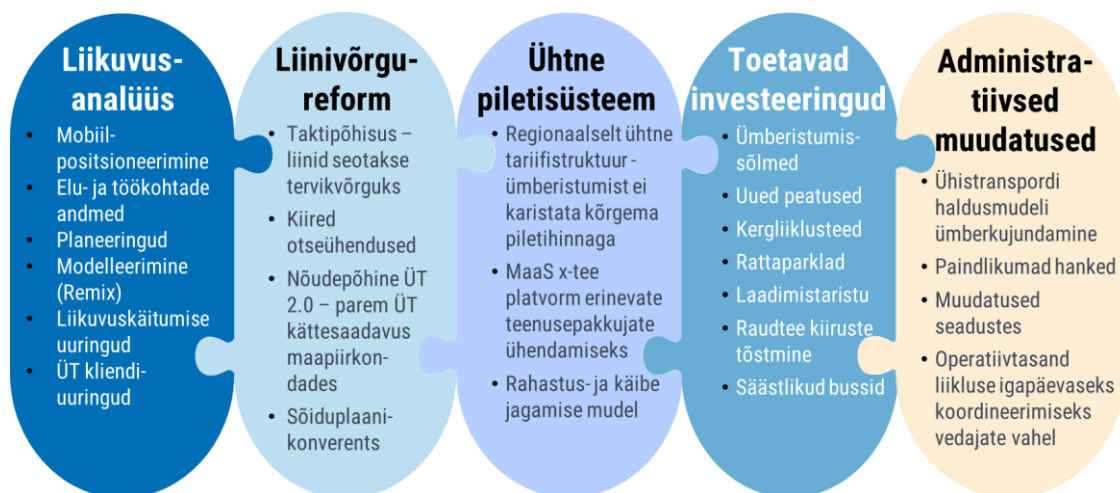 Liikuvus-
analüüs
• Mobiil-
positsioneerimine
• Elu- ja töökohtade
andmed
• Planeeringud
• Modelleerimine
(Remix)
• Liikuvuskäitumise
uuringud
• ÜT kliendi-
uuringud
Liinivõrgu-
reform
• Taktipõhisus –
liinid seotakse
tervikvõrguks
• Kiired
otseühendused
• Nõudepõhine ÜT
2.0 – parem ÜT
kättesaadavus
maapiirkon-
dades
• Sõiduplaani-
konverents
Ühtne
piletisüsteem
• Regionaalselt ühtne
tariifistruktuur -
ümberistumist ei
karistata kõrgema
piletihinnaga
• MaaS x-tee
platvorm erinevate
teenusepakkujate
ühendamiseks
• Rahastus- ja käibe
jagamise mudel
Toetavad
investeeringud
• Ümberistumis-
sõlmed
• Uued peatused
• Kergliiklusteed
• Rattaparklad
• Laadimistaristu
• Raudtee kiiruste
tõstmine
• Säästlikud bussid
Administra-
tiivsed
muudatused
• Ühistranspordi
haldusmudeli
ümberkujundamine
• Paindlikumad hanked
• Muudatused
seadustes
• Operatiivtasand
liikluse igapäevaseks
koordineerimiseks
vedajate vahel